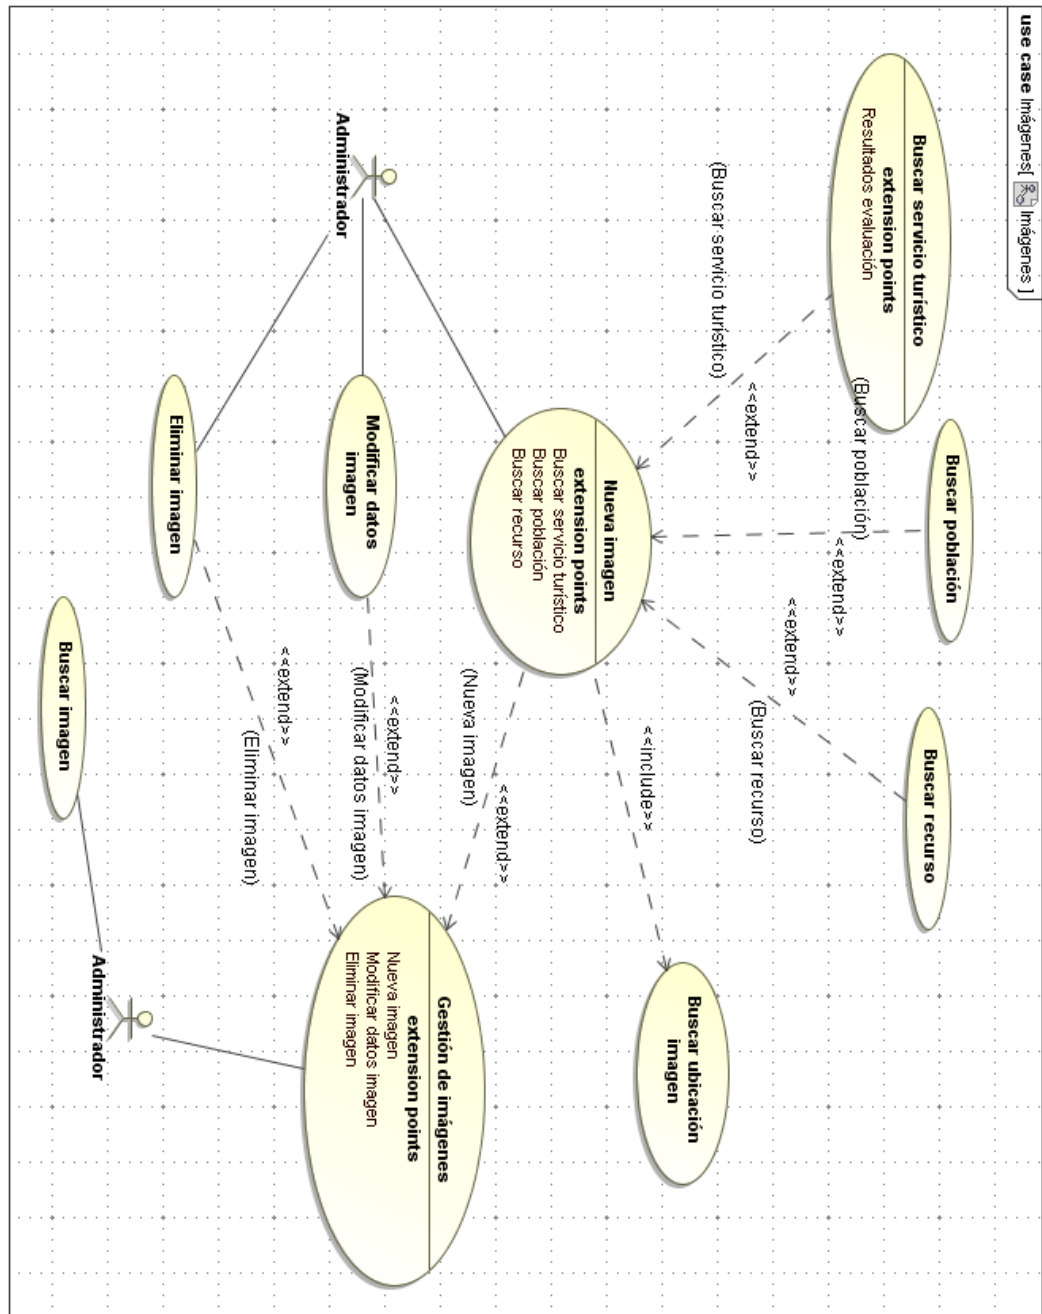 use case Imágenes[ Imágenes ]
Buscar servicio turístico
extension points
Resultados evaluación
Buscar población
Buscar recurso
(Buscar servicio turístico)
<<extend>>
(Buscar población)
<<extend>>
<<extend>>
(Buscar recurso)
Administrador
Nueva imagen
extension points
Buscar servicio turístico
Buscar población
Buscar recurso
<<include>>
Buscar ubicación
imagen
Modificar datos
imagen
(Nueva imagen)
<<extend>>
<<extend>>
(Modificar datos imagen)
Eliminar imagen
<<extend>>
(Eliminar imagen)
Gestión de imágenes
extension points
Nueva imagen
Modificar datos imagen
Eliminar imagen
Buscar imagen
Administrador